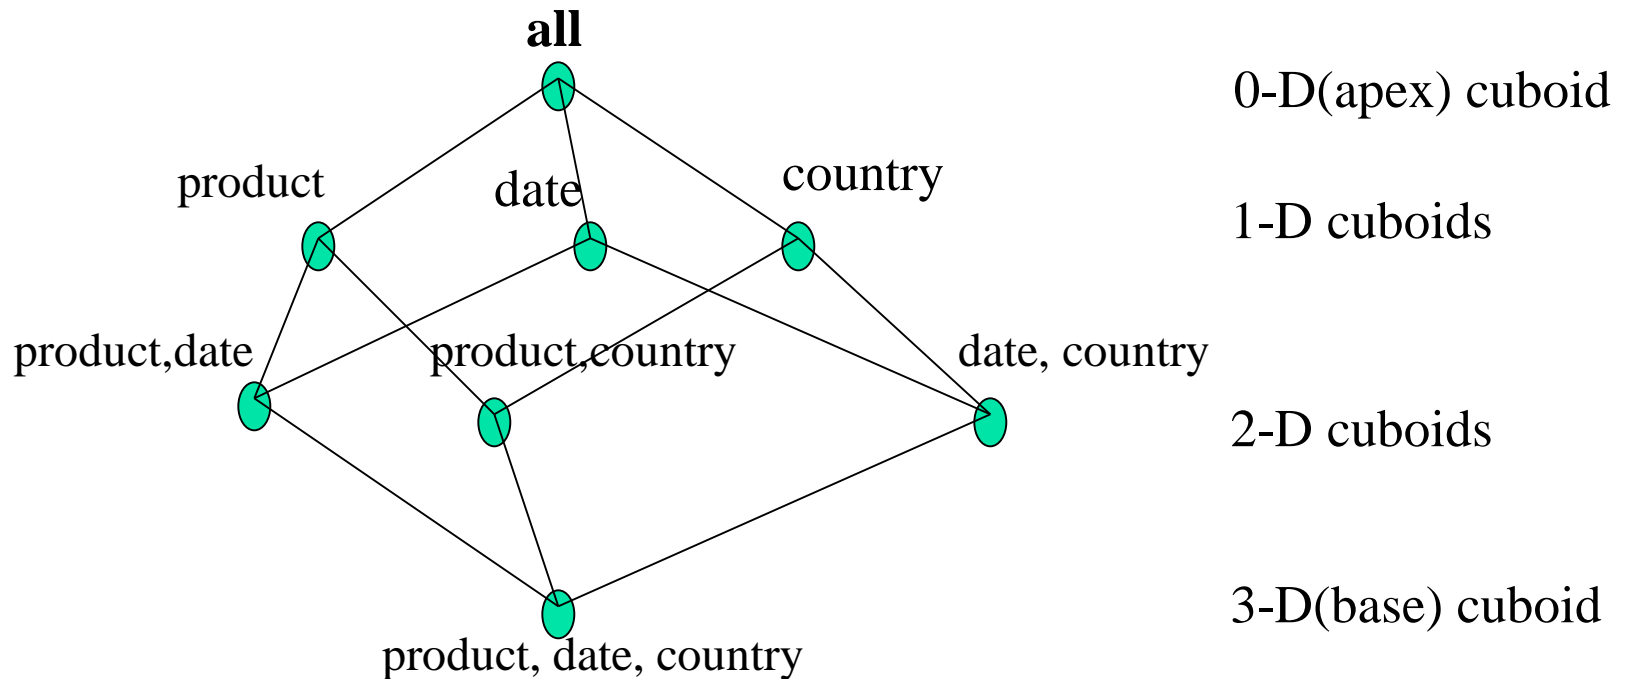 all
0-D(apex) cuboid
product
date
country
1-D cuboids
product,date
product,country
date, country
2-D cuboids
3-D(base) cuboid
product, date, country